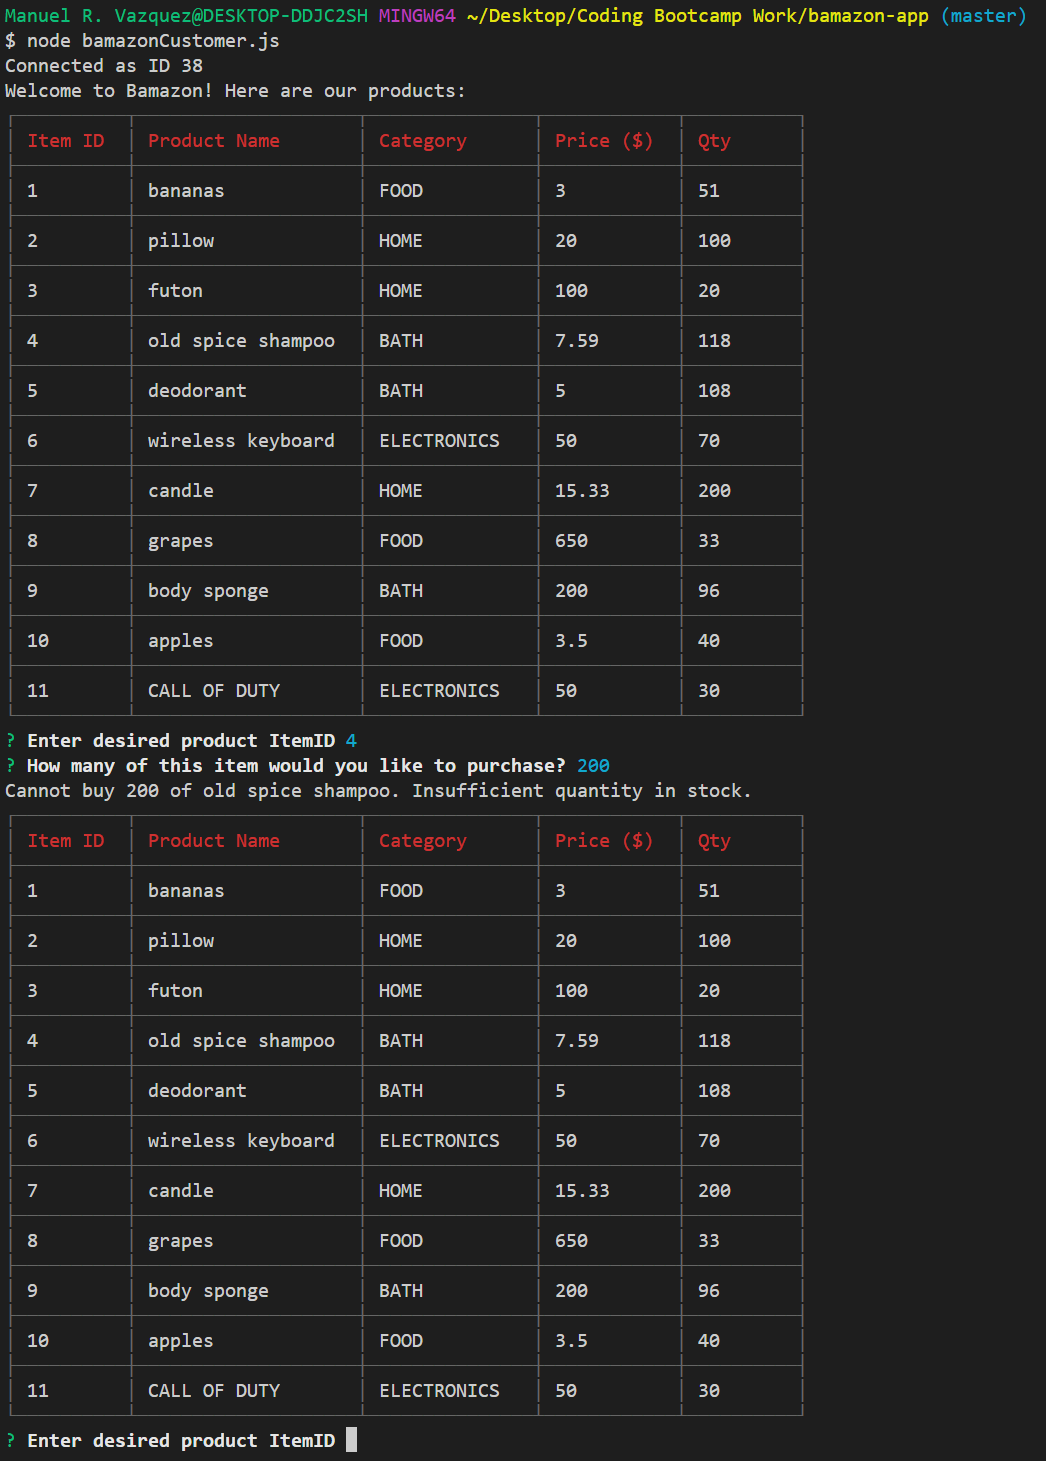 Manuel R. Vazquez@DESKTOP-DDJC2SH MINGW64 ~/Desktop/Coding Bootcamp Work/bamazon-app (master)
$ node bamazonCustomer.js
Connected as ID 38
Welcome to Bamazon! Here are our products:
Item ID Product Name Category Price ($) Qty
1 bananas FOOD 3 51
2 pillow HOME 20 100
3 futon HOME 100 20
4 old spice shampoo BATH 7.59 118
5 deodorant BATH 5 108
6 wireless keyboard ELECTRONICS 50 70
7 candle HOME 15.33 200
8 grapes FOOD 650 33
9 body sponge BATH 200 96
10 apples FOOD 3.5 40
11 CALL OF DUTY ELECTRONICS 50 30
? Enter desired product ItemID 4
? How many of this item would you like to purchase? 200
Cannot buy 200 of old spice shampoo. Insufficient quantity in stock.
Item ID Product Name Category Price ($) Qty
1 bananas FOOD 3 51
2 pillow HOME 20 100
3 futon HOME 100 20
4 old spice shampoo BATH 7.59 118
5 deodorant BATH 5 108
6 wireless keyboard ELECTRONICS 50 70
7 candle HOME 15.33 200
8 grapes FOOD 650 33
9 body sponge BATH 200 96
10 apples FOOD 3.5 40
11 CALL OF DUTY ELECTRONICS 50 30
? Enter desired product ItemID